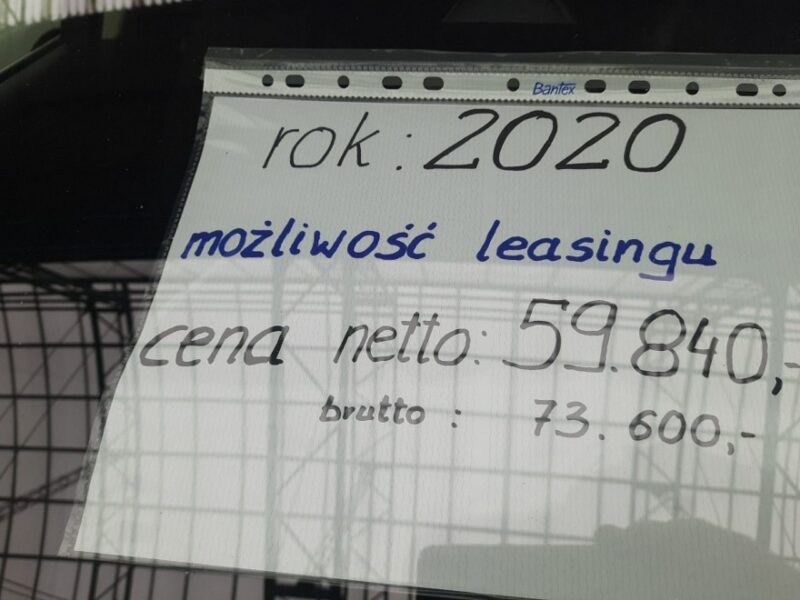 Bantex
rok: 2020
możliwość leasingu
cena netto: 59.840,-
brutto: 73.600,-